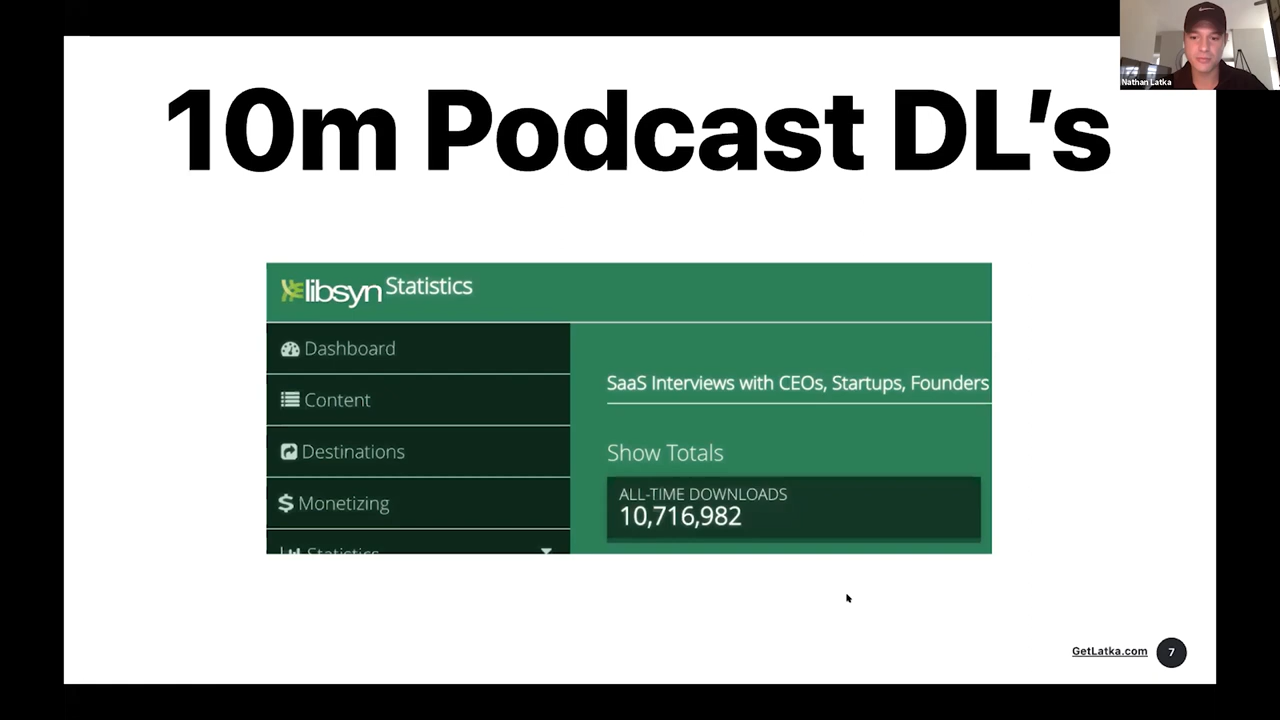 Nathan Latka
10m Podcast DL’s
libsyn Statistics
Dashboard
Content
Destinations
Monetizing
Statistics
SaaS Interviews with CEOs, Startups, Founders
Show Totals
ALL-TIME DOWNLOADS
10,716,982
GetLatka.com 7